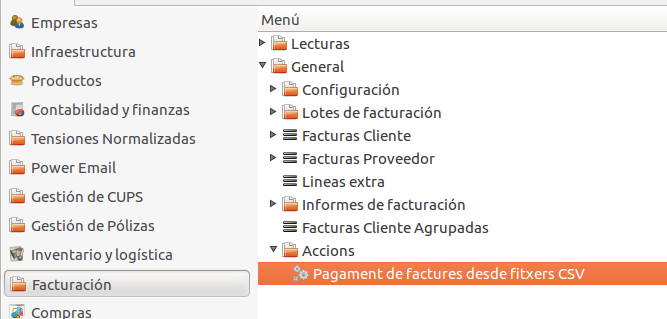 Empresas
Infraestructura
Productos
Contabilidad y finanzas
Tensiones Normalizadas
Power Email
Gestión de CUPS
Gestión de Pólizas
Inventario y logística
Facturación
Compras
Menú
Lecturas
General
Configuración
Lotes de facturación
Facturas Cliente
Facturas Proveedor
Lineas extra
Informes de facturación
Facturas Cliente Agrupadas
Accions
Pagament de factures desde fitxers CSV